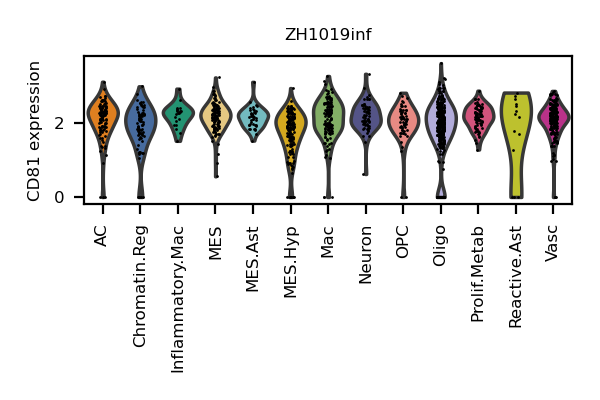 ZH1019inf
CD81 expression
2
0
AC
Chromatin.Reg
Inflammatory.Mac
MES
MES.Ast
MES.Hyp
Mac
Neuron
OPC
Oligo
Prolif.Metab
Reactive.Ast
Vasc